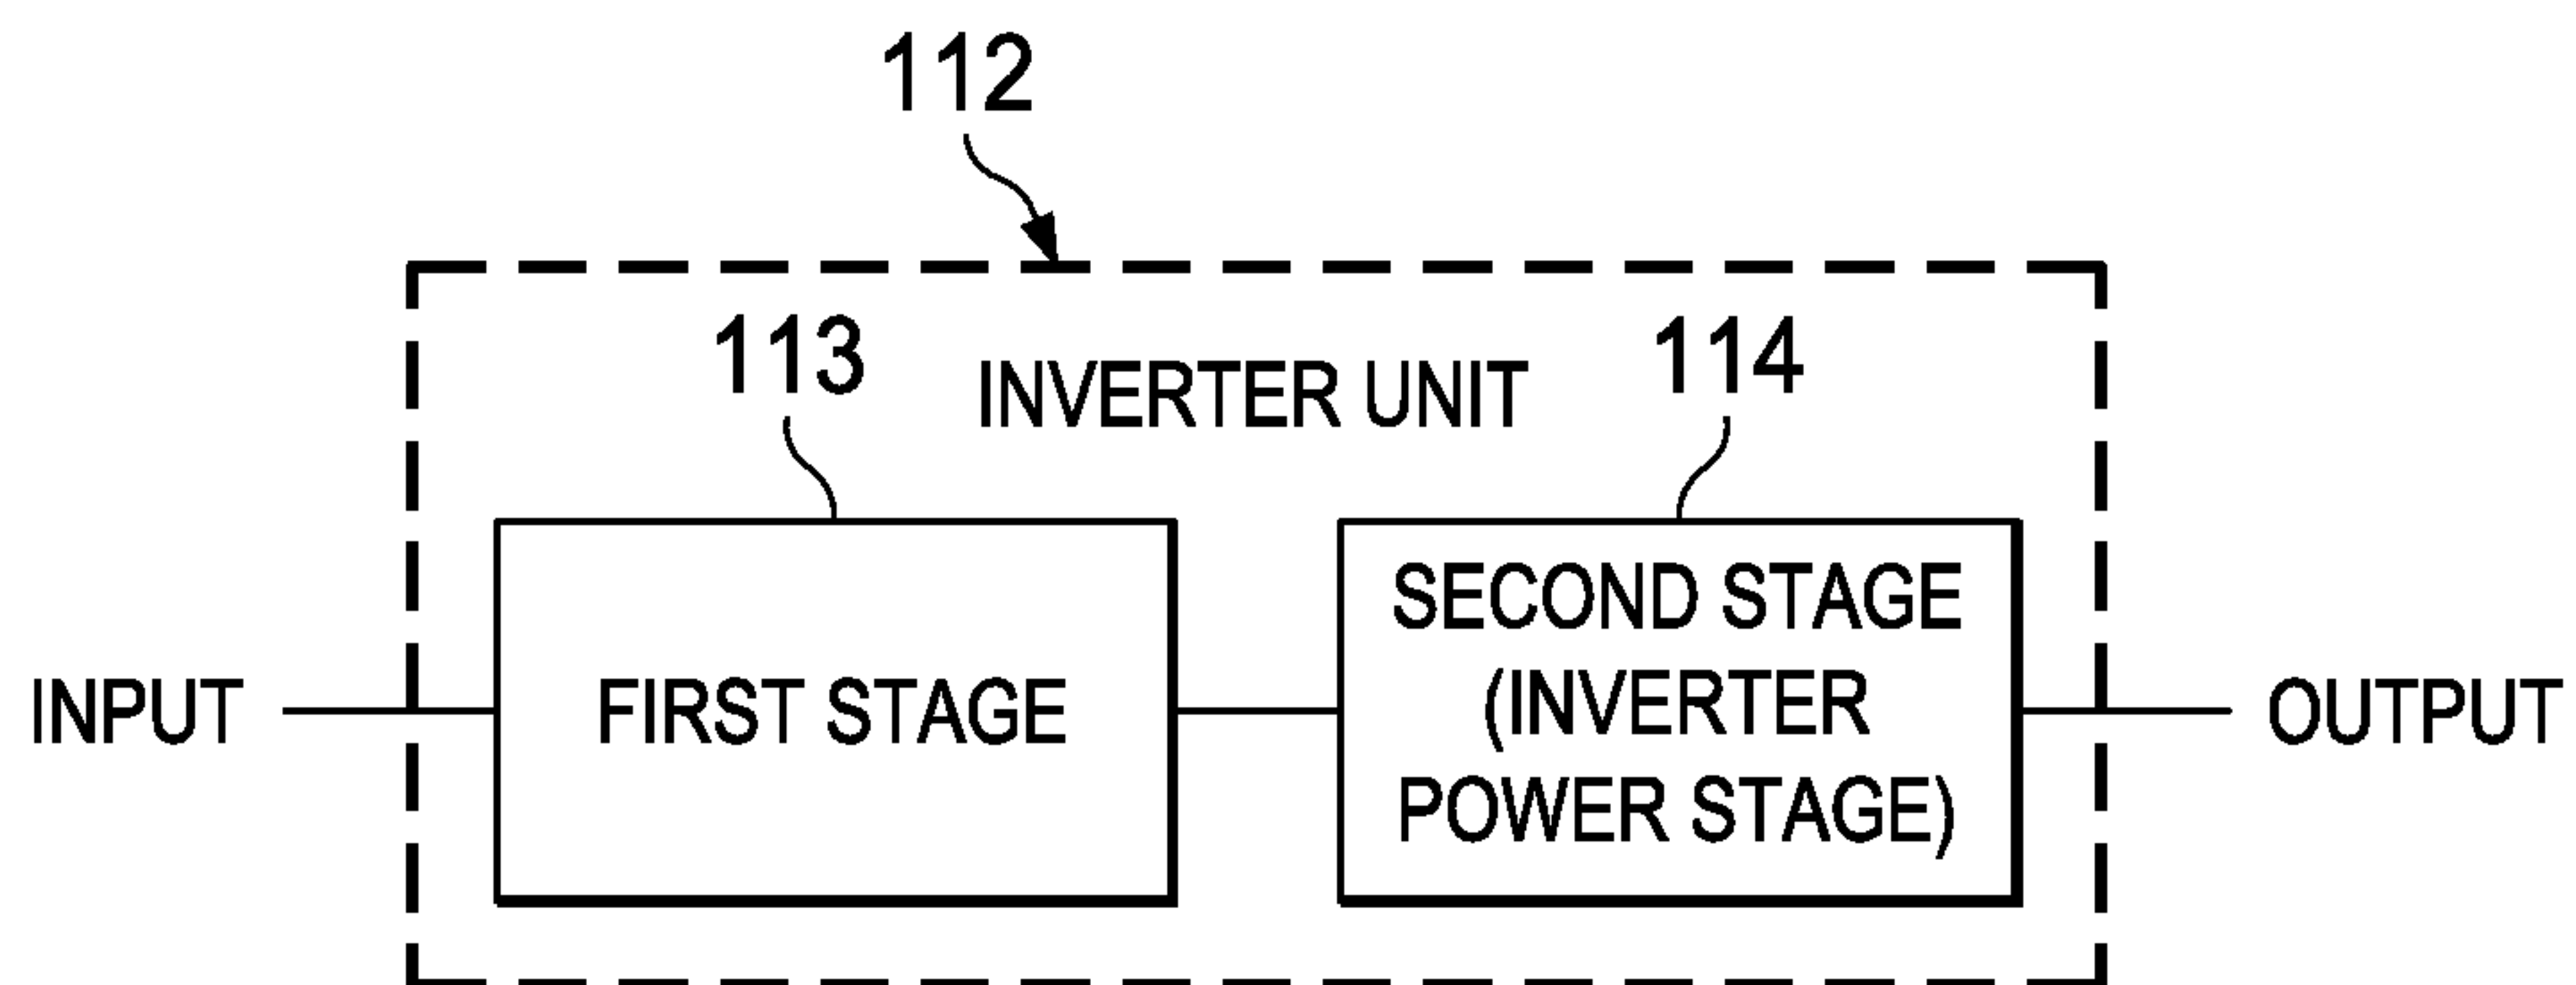 112
113
INVERTER UNIT
114
INPUT
FIRST STAGE
SECOND STAGE
(INVERTER
POWER STAGE)
OUTPUT